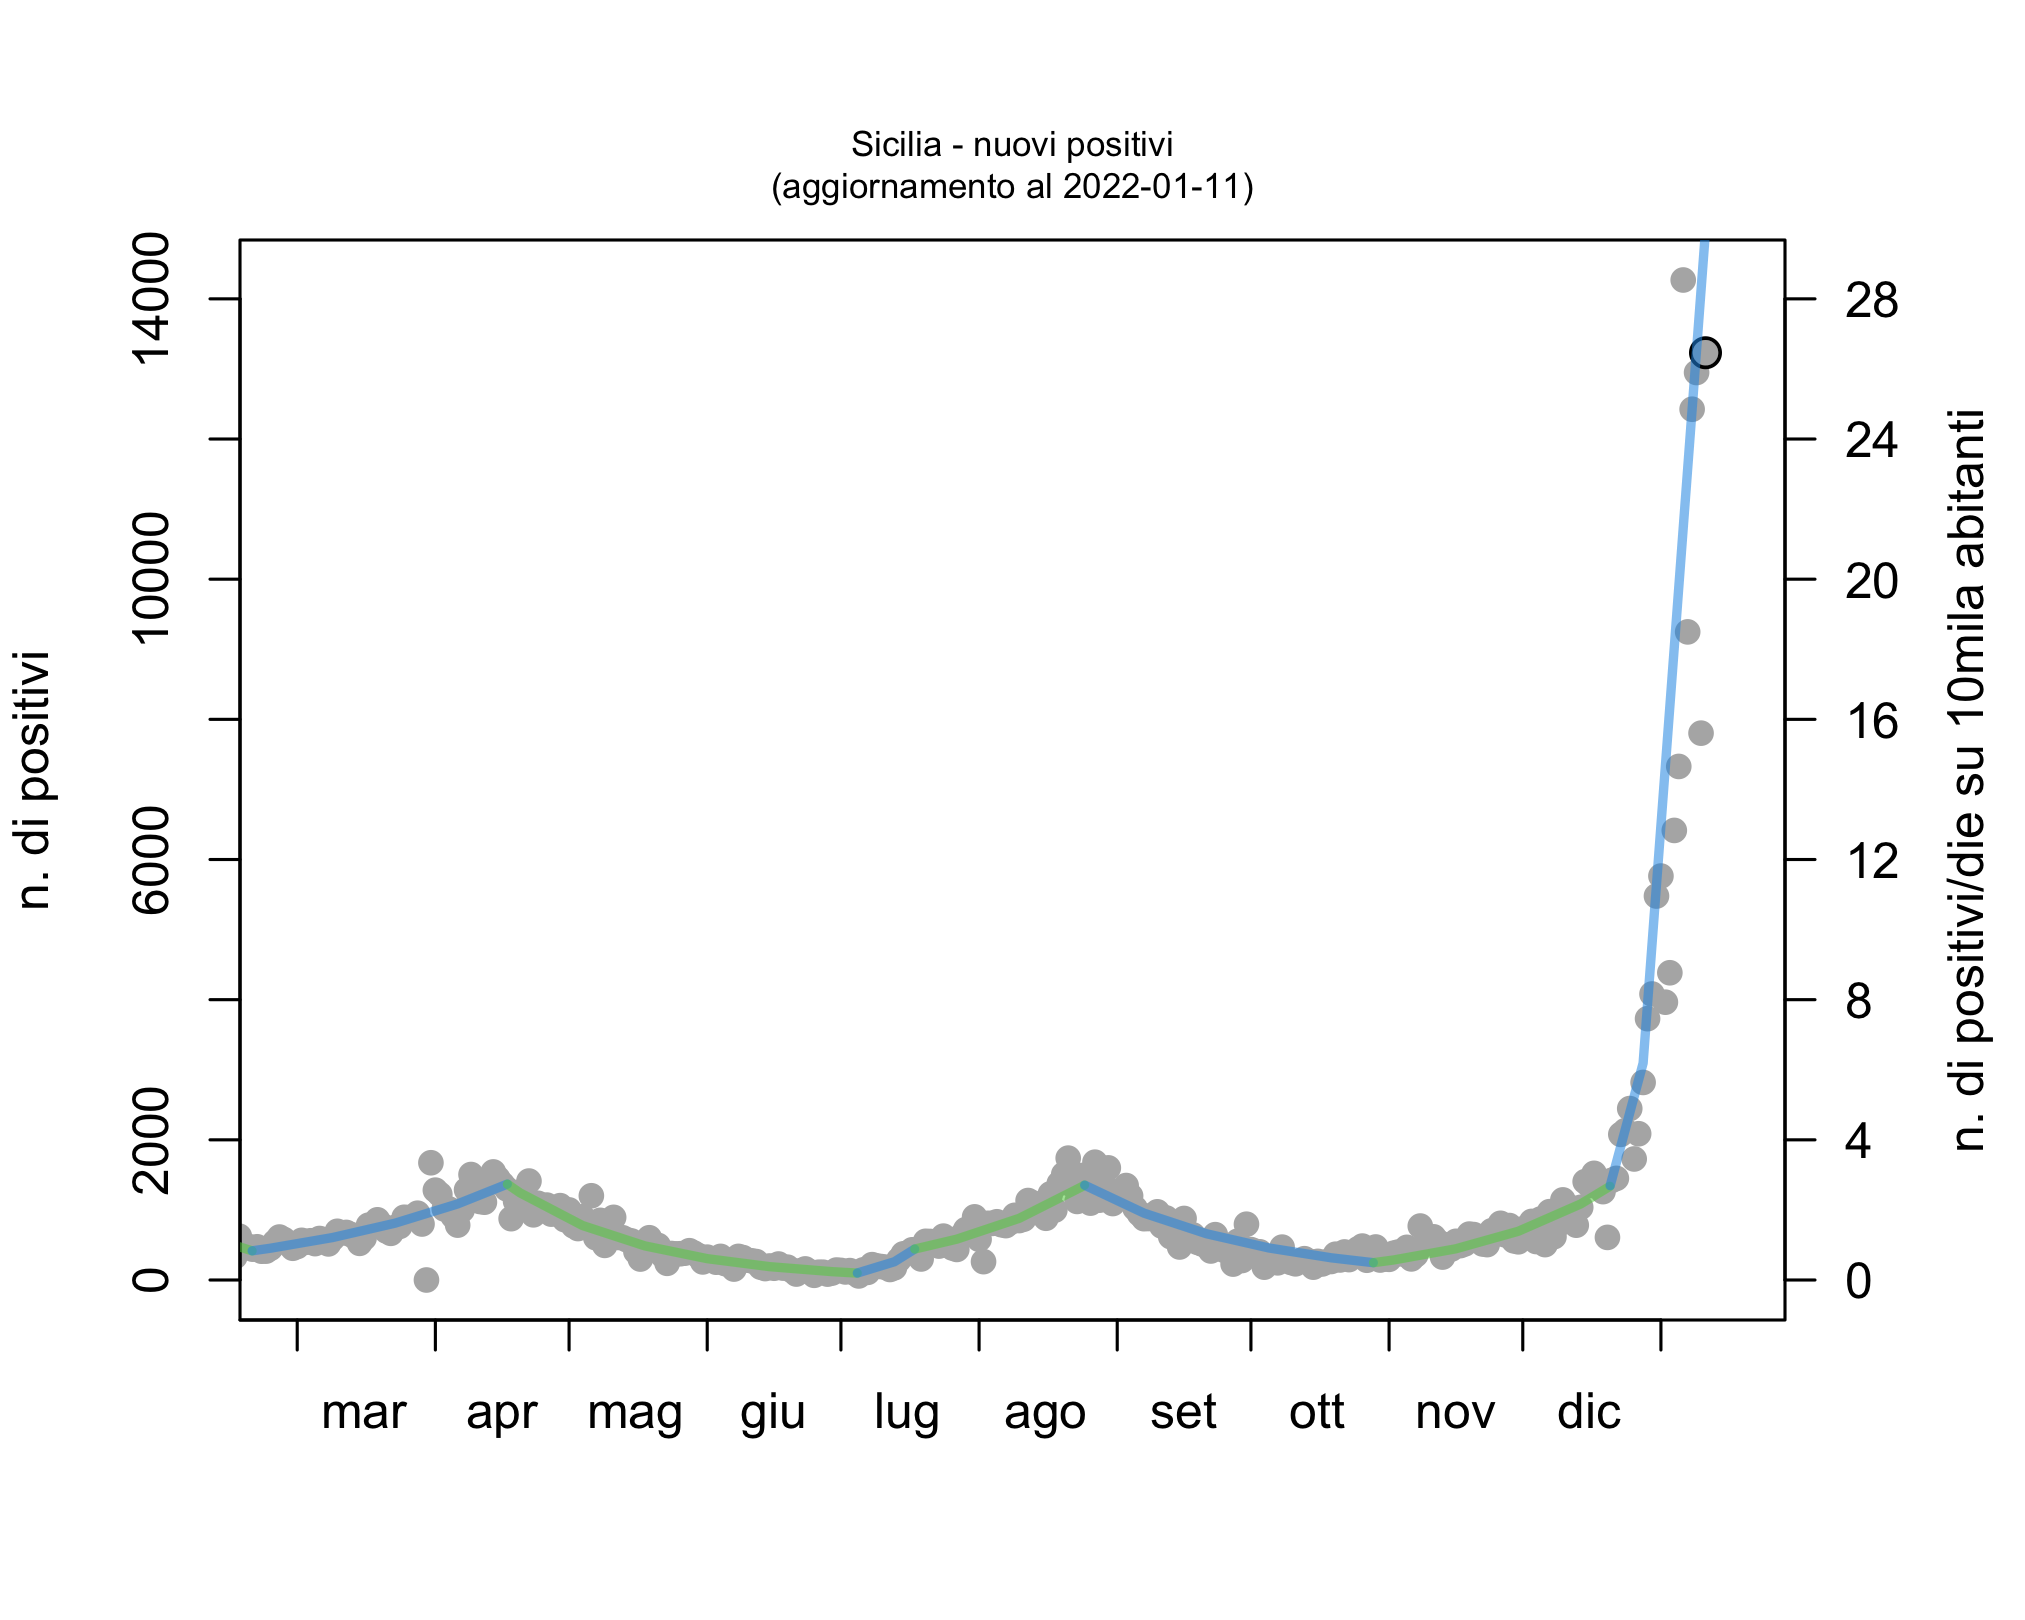 Sicilia - nuovi positivi
(aggiornamento al 2022-01-11)
n. di positivi
14000
10000
6000
2000
0
28
24
20
16
12
8
4
0
n. di positivi/die su 10mila abitanti
mar apr mag giu lug ago set ott nov dic